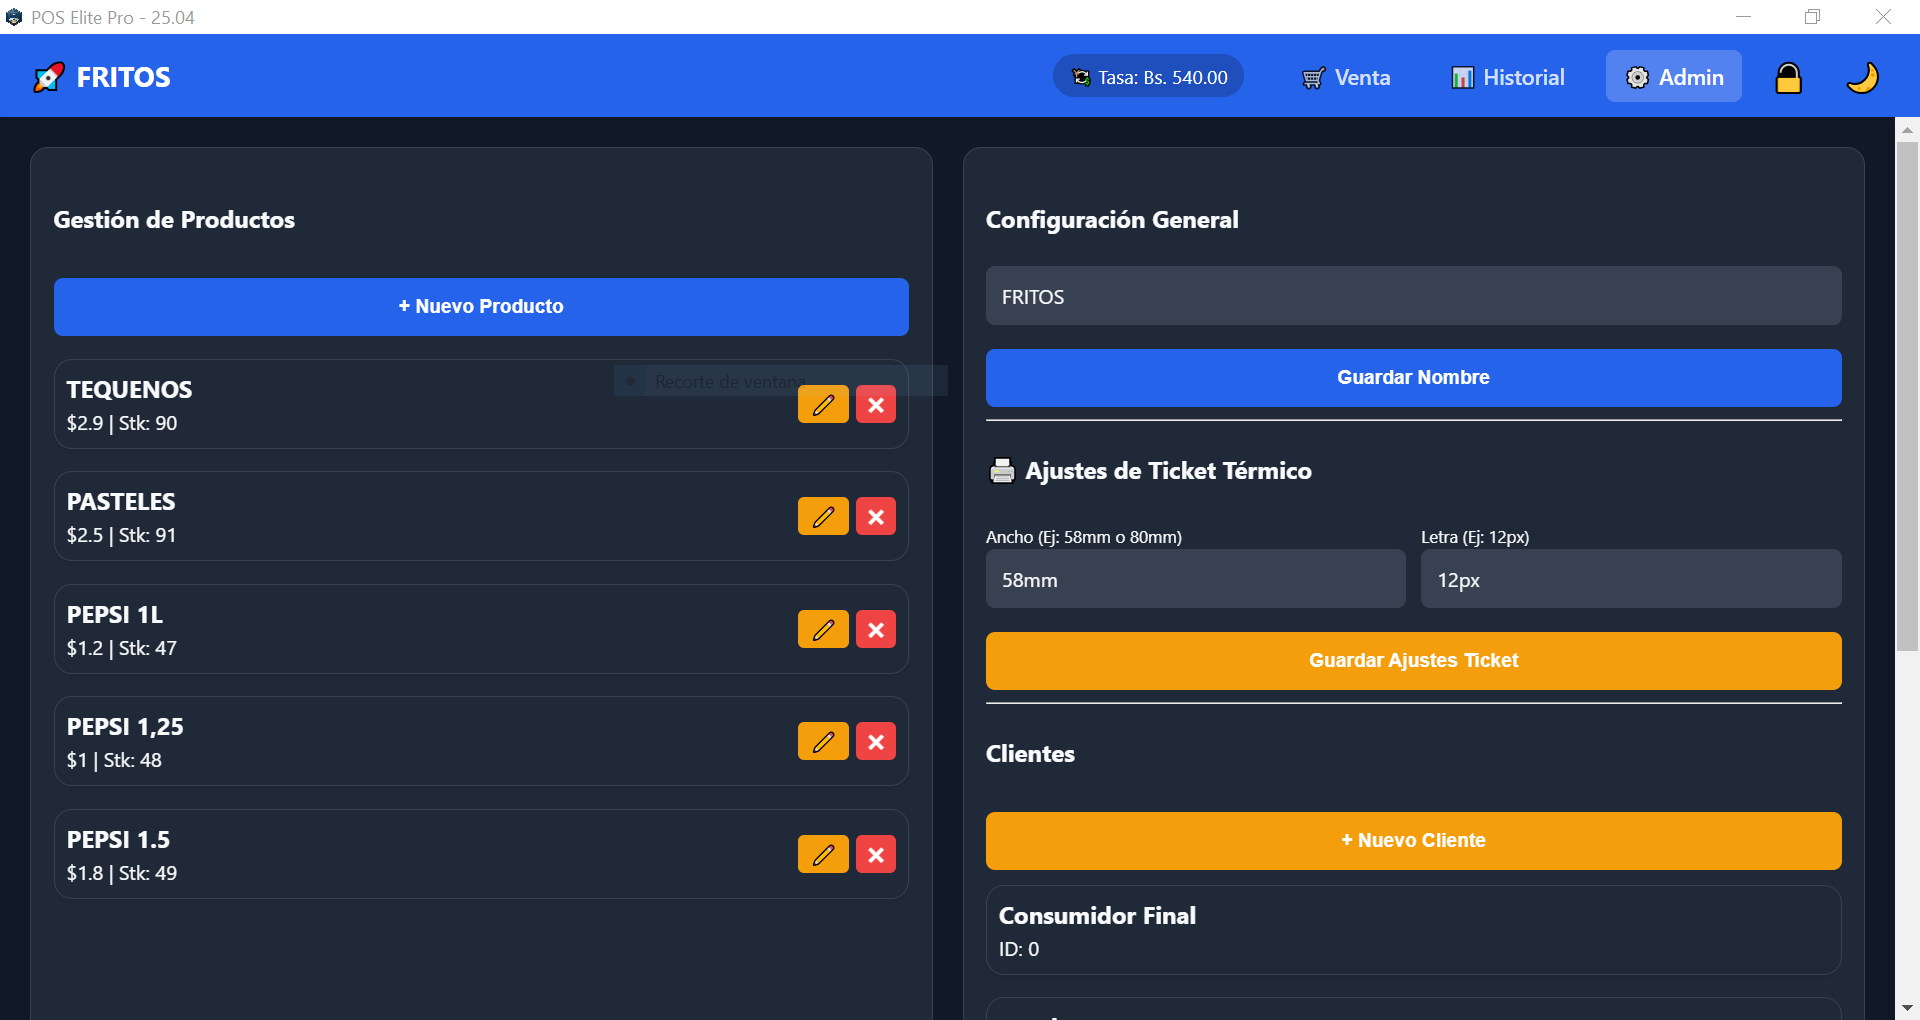 POS Elite Pro - 25.04
FRITOS
Tasa: Bs. 540.00
Venta
Historial
Admin
Gestión de Productos
+ Nuevo Producto
TEQUENOS
$2.9 | Stk: 90
Recorte de ventana
PASTELES
$2.5 | Stk: 91
PEPSI 1L
$1.2 | Stk: 47
PEPSI 1,25
$1 | Stk: 48
PEPSI 1.5
$1.8 | Stk: 49
Configuración General
FRITOS
Guardar Nombre
Ajustes de Ticket Térmico
Ancho (Ej: 58mm o 80mm)
Letra (Ej: 12px)
58mm
12px
Guardar Ajustes Ticket
Clientes
+ Nuevo Cliente
Consumidor Final
ID: 0